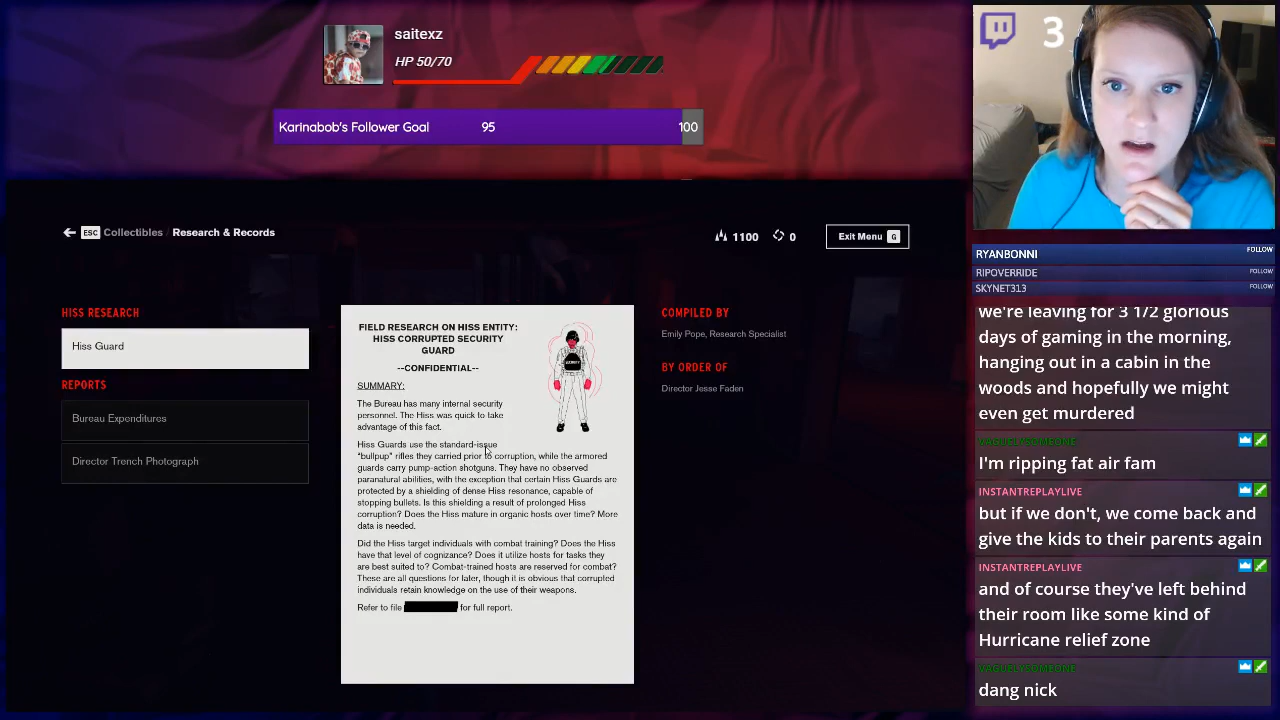 saitexz
HP 50/70
Karinabob's Follower Goal 95 100
3
ESC Collectibles / Research & Records
1100 0 Exit Menu G
HISS RESEARCH
Hiss Guard
REPORTS
Bureau Expenditures
Director Trench Photograph
FIELD RESEARCH ON HISS ENTITY:
HISS CORRUPTED SECURITY
GUARD
--CONFIDENTIAL--
SUMMARY:
The Bureau has many internal security
personnel. The Hiss was quick to take
advantage of this fact.
Hiss Guards use the standard-issue
"bullpup" rifles they carried prior to corruption, while the armored
guards carry pump-action shotguns. They have no observed
paranatural abilities, with the exception that certain Hiss Guards are
protected by a shielding of dense Hiss resonance, capable of
stopping bullets. Is this shielding a result of prolonged Hiss
corruption? Does the Hiss mature in organic hosts over time? More
data is needed.
Did the Hiss target individuals with combat training? Does the Hiss
have that level of cognizance? Does it utilize hosts for tasks they
are best suited to? Combat-trained hosts are reserved for combat?
These are all questions for later, though it is obvious that corrupted
individuals retain knowledge on the use of their weapons.
Refer to file for full report.
COMPILED BY
Emily Pope, Research Specialist
BY ORDER OF
Director Jesse Faden
RYANBONNI FOLLOW
RIPOVERRIDE FOLLOW
SKYNET313 FOLLOW
we're leaving for 3 1/2 glorious
days of gaming in the morning,
hanging out in a cabin in the
woods and hopefully we might
even get murdered
VAGUELYSOMEONE
I'm ripping fat air fam
INSTANTREPLAYLIVE
but if we don't, we come back and
give the kids to their parents again
INSTANTREPLAYLIVE
and of course they've left behind
their room like some kind of
Hurricane relief zone
VAGUELYSOMEONE
dang nick